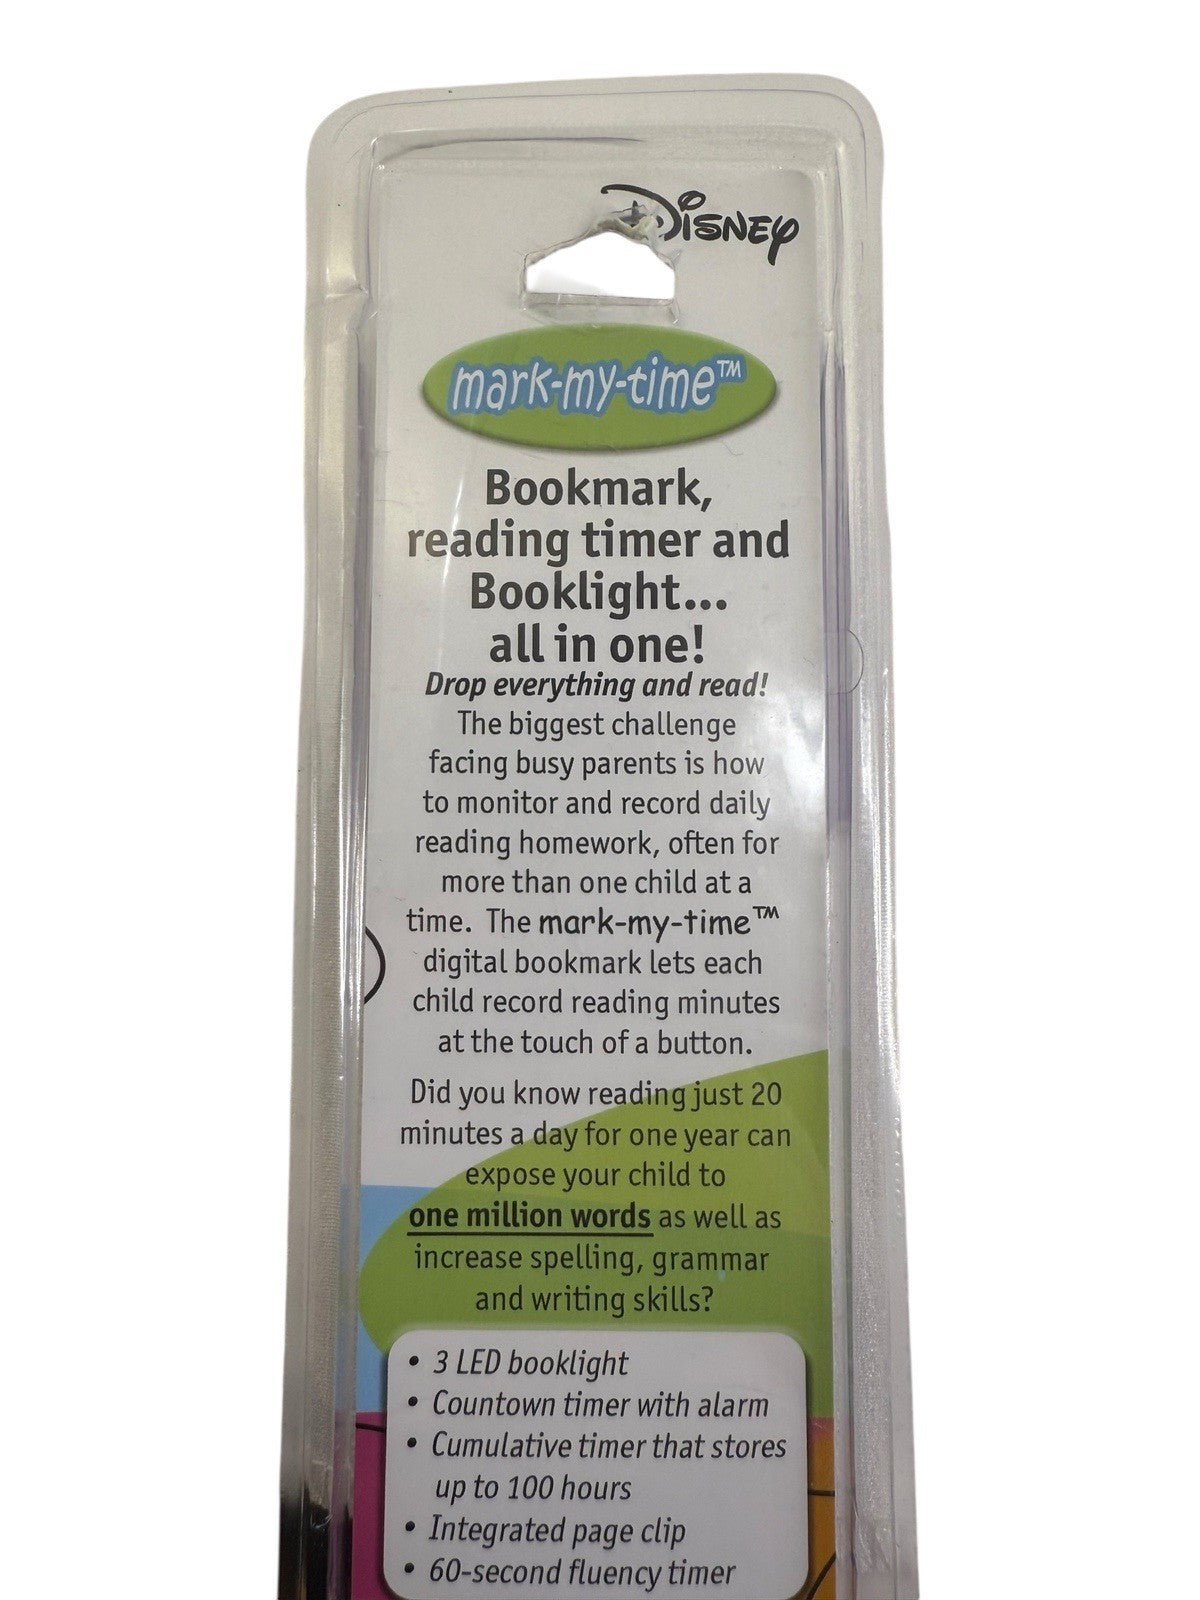 Disney
mark-my-time™
Bookmark,
reading timer and
Booklight...
all in one!
Drop everything and read!
The biggest challenge
facing busy parents is how
to monitor and record daily
reading homework, often for
more than one child at a
time. The mark-my-time™
digital bookmark lets each
child record reading minutes
at the touch of a button.
Did you know reading just 20
minutes a day for one year can
expose your child to
one million words as well as
increase spelling, grammar
and writing skills?
• 3 LED booklight
• Countown timer with alarm
• Cumulative timer that stores
up to 100 hours
• Integrated page clip
• 60-second fluency timer